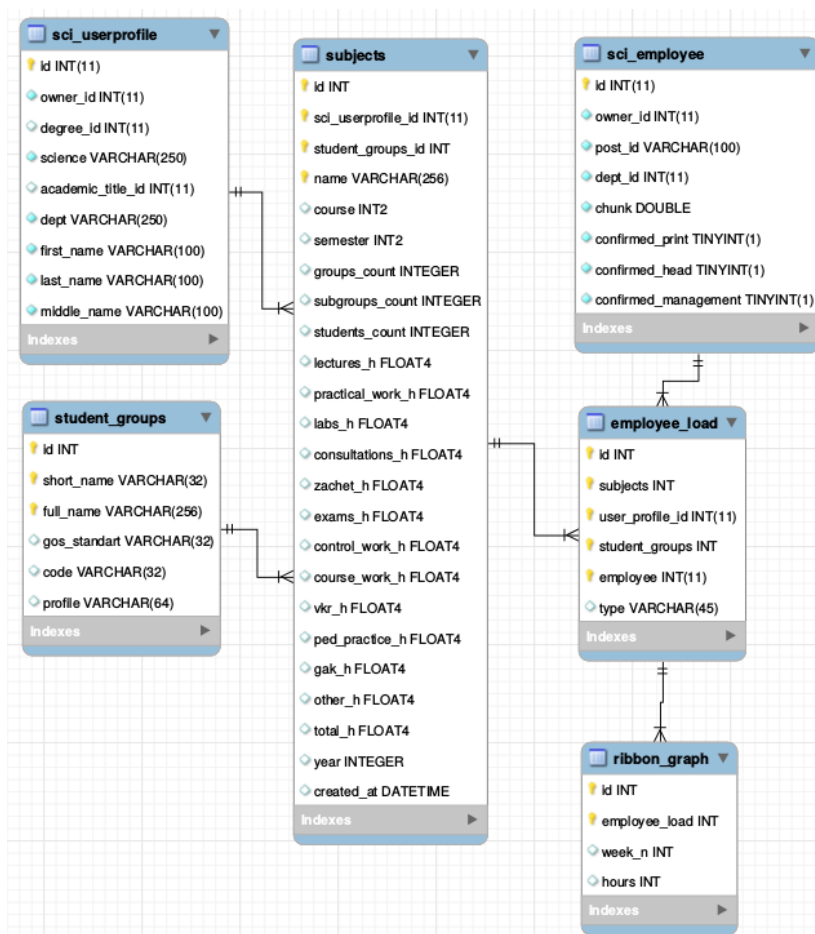 sci_userprofile
id INT(11)
owner_id INT(11)
degree_id INT(11)
science VARCHAR(250)
academic_title_id INT(11)
dept VARCHAR(250)
first_name VARCHAR(100)
last_name VARCHAR(100)
middle_name VARCHAR(100)
Indexes
student_groups
id INT
short_name VARCHAR(32)
full_name VARCHAR(256)
gos_standart VARCHAR(32)
code VARCHAR(32)
profile VARCHAR(64)
Indexes
subjects
id INT
sci_userprofile_id INT(11)
student_groups_id INT
name VARCHAR(256)
course INT2
semester INT2
groups_count INTEGER
subgroups_count INTEGER
students_count INTEGER
lectures_h FLOAT4
practical_work_h FLOAT4
labs_h FLOAT4
consultations_h FLOAT4
zachet_h FLOAT4
exams_h FLOAT4
control_work_h FLOAT4
course_work_h FLOAT4
vkr_h FLOAT4
ped_practice_h FLOAT4
gak_h FLOAT4
other_h FLOAT4
total_h FLOAT4
year INTEGER
created_at DATETIME
Indexes
sci_employee
id INT(11)
owner_id INT(11)
post_id VARCHAR(100)
dept_id INT(11)
chunk DOUBLE
confirmed_print TINYINT(1)
confirmed_head TINYINT(1)
confirmed_management TINYINT(1)
Indexes
employee_load
id INT
subjects INT
user_profile_id INT(11)
student_groups INT
employee INT(11)
type VARCHAR(45)
Indexes
ribbon_graph
id INT
employee_load INT
week_n INT
hours INT
Indexes